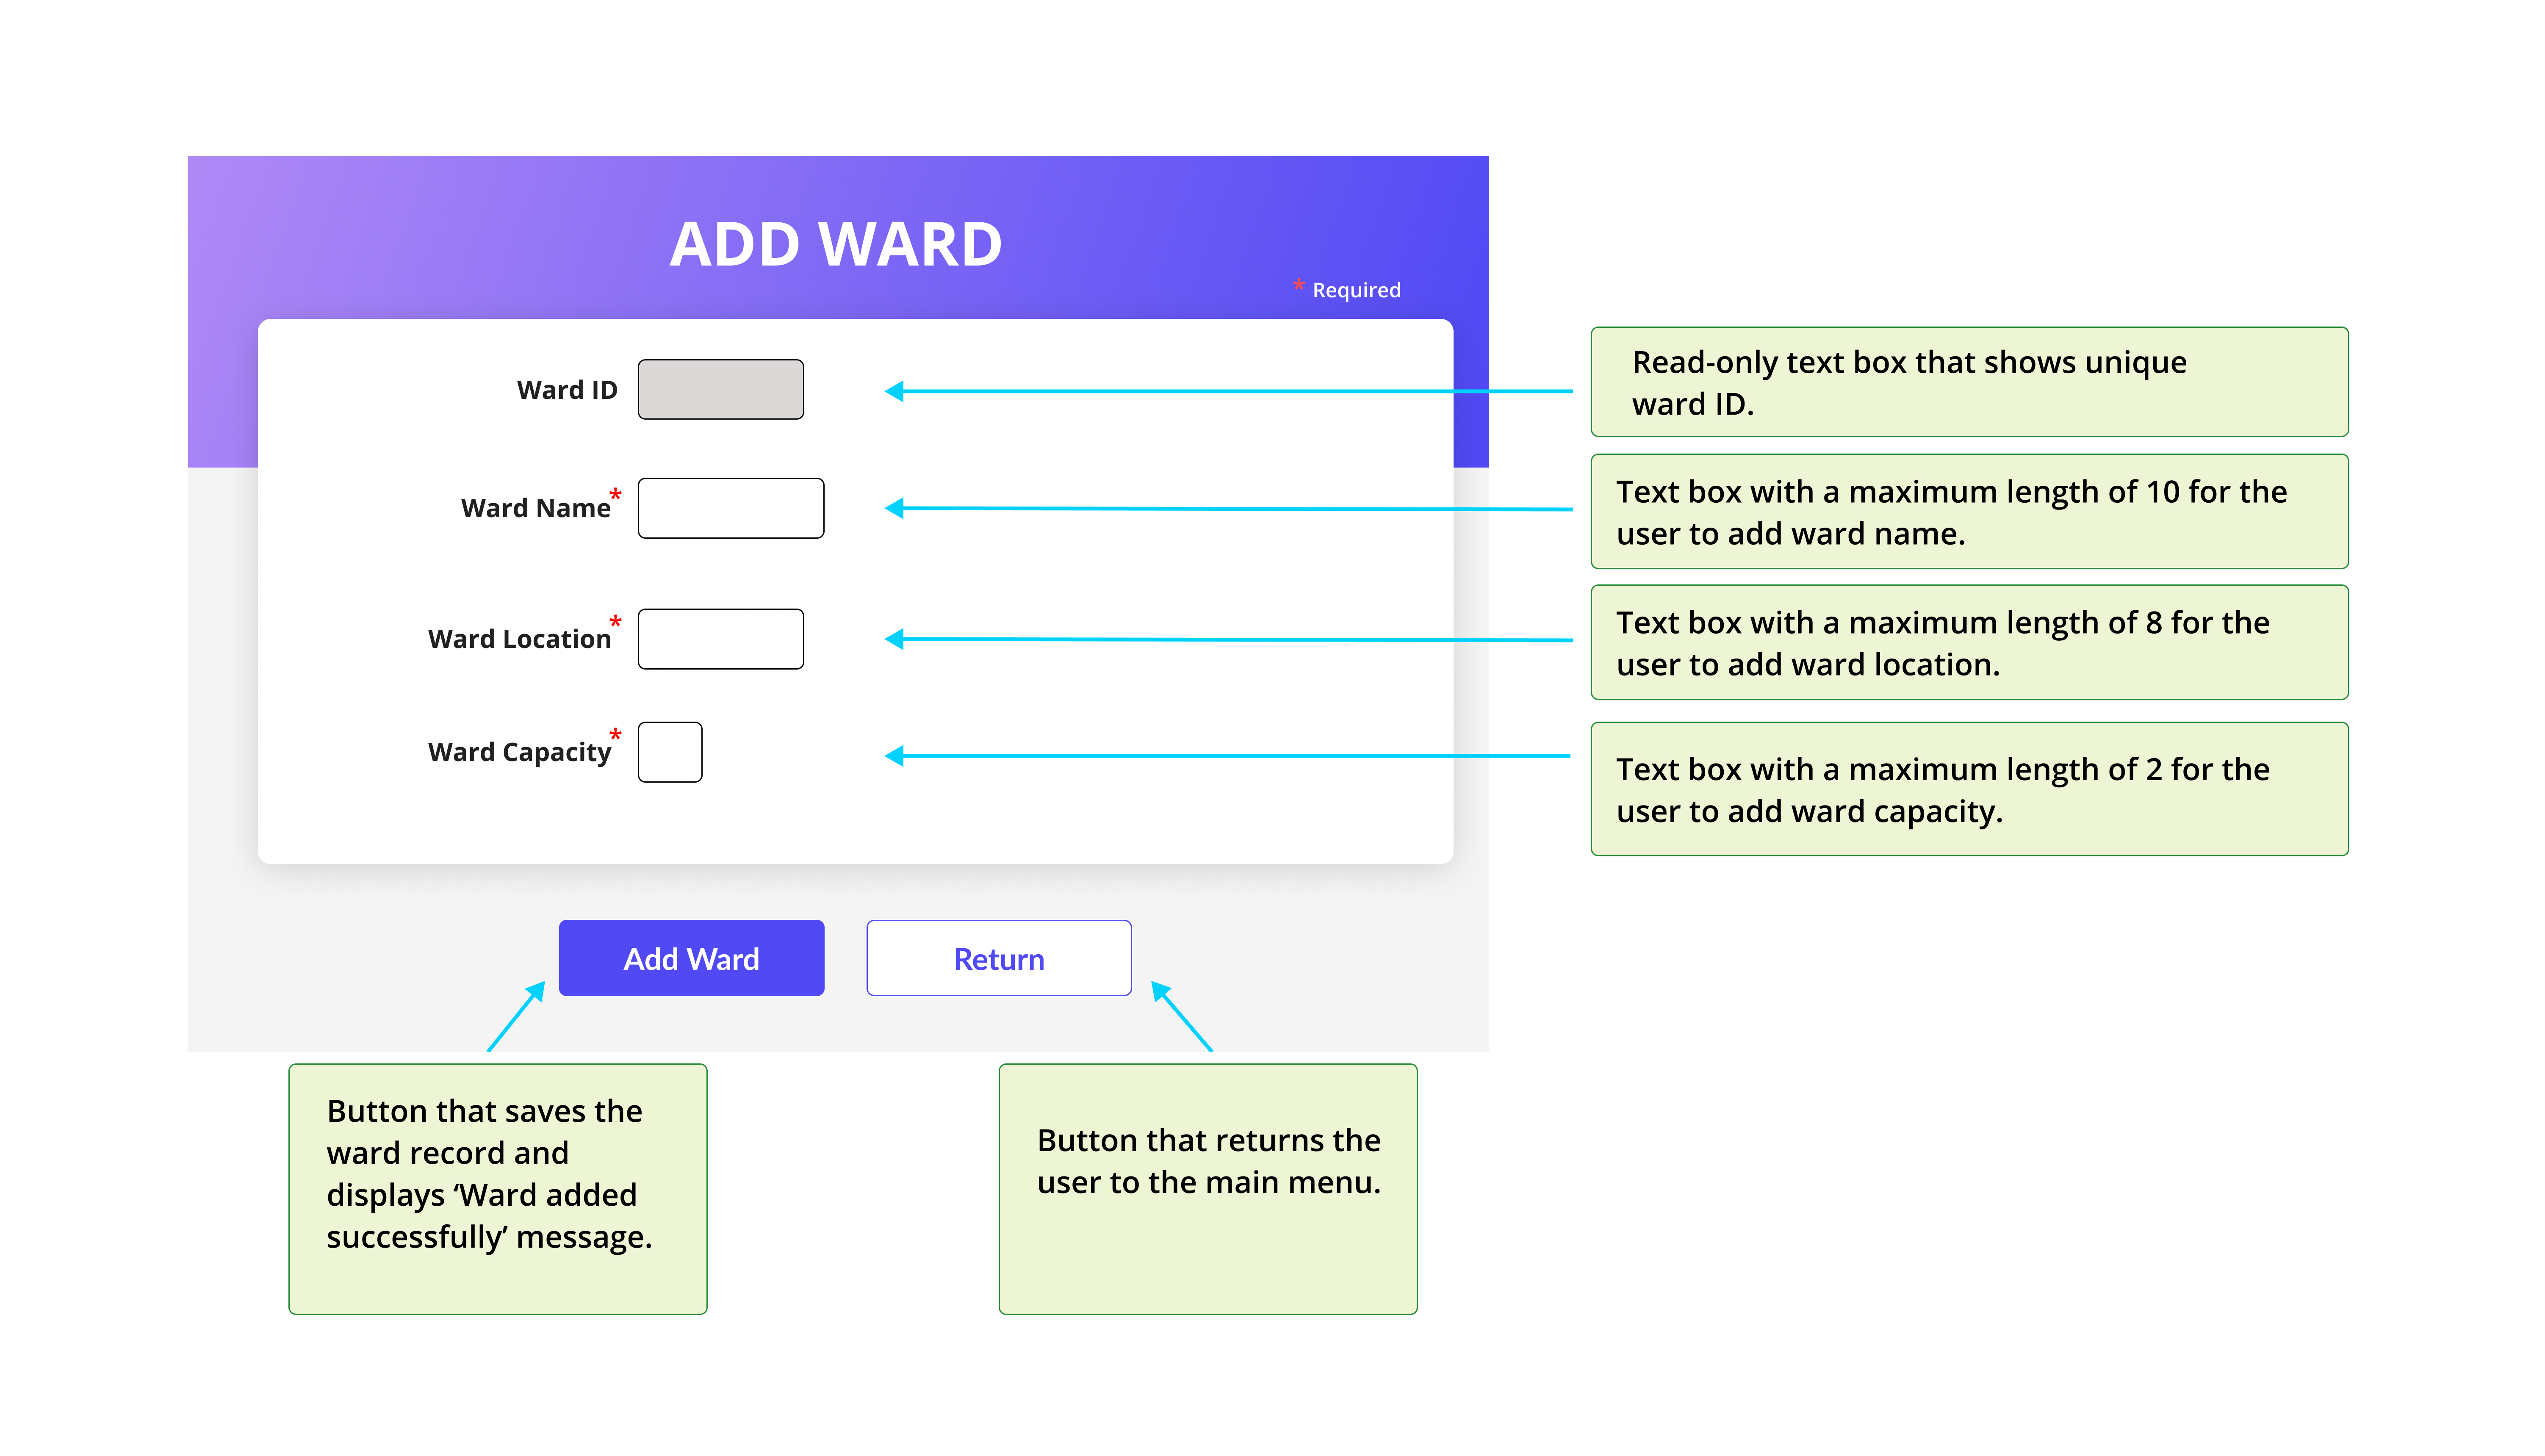 ADD WARD
* Required
Ward ID
Read-only text box that shows unique
ward ID.
Ward Name*
Text box with a maximum length of 10 for the
user to add ward name.
Ward Location*
Text box with a maximum length of 8 for the
user to add ward location.
Ward Capacity*
Text box with a maximum length of 2 for the
user to add ward capacity.
Add Ward
Return
Button that saves the
ward record and
displays ‘Ward added
successfully’ message.
Button that returns the
user to the main menu.